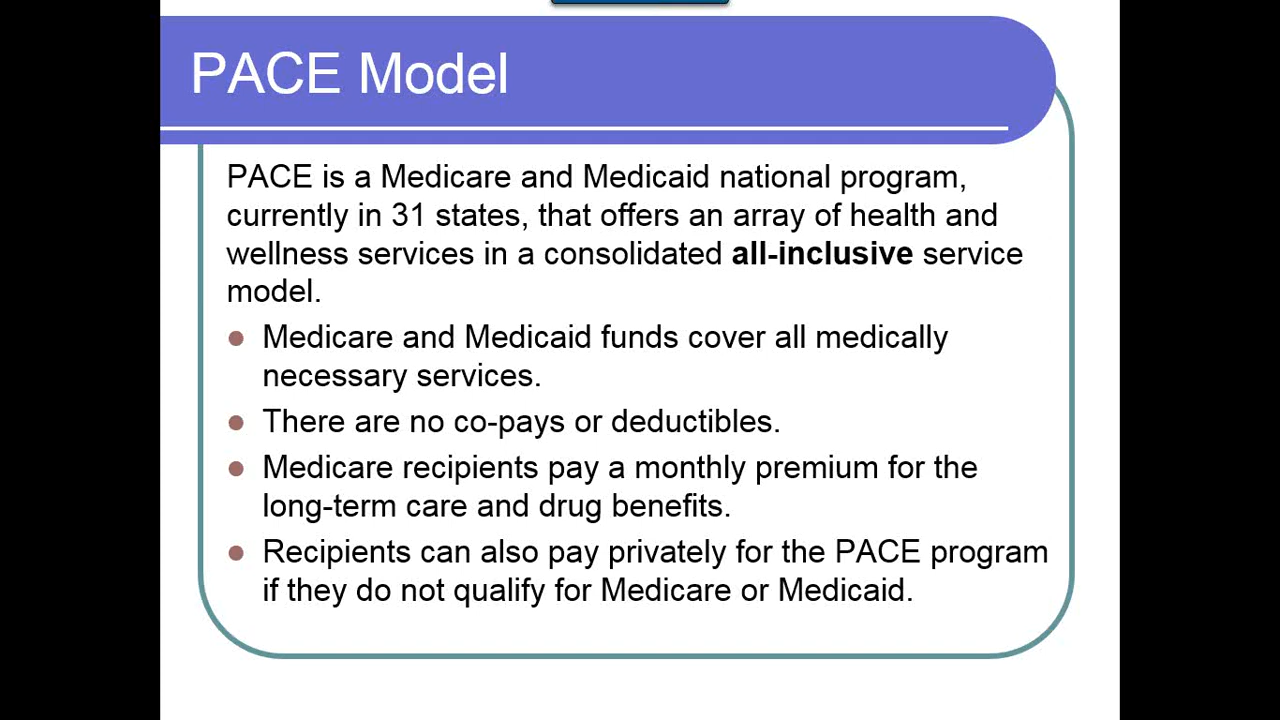 PACE Model
PACE is a Medicare and Medicaid national program,
currently in 31 states, that offers an array of health and
wellness services in a consolidated all-inclusive service
model.
Medicare and Medicaid funds cover all medically
necessary services.
There are no co-pays or deductibles.
Medicare recipients pay a monthly premium for the
long-term care and drug benefits.
Recipients can also pay privately for the PACE program
if they do not qualify for Medicare or Medicaid.